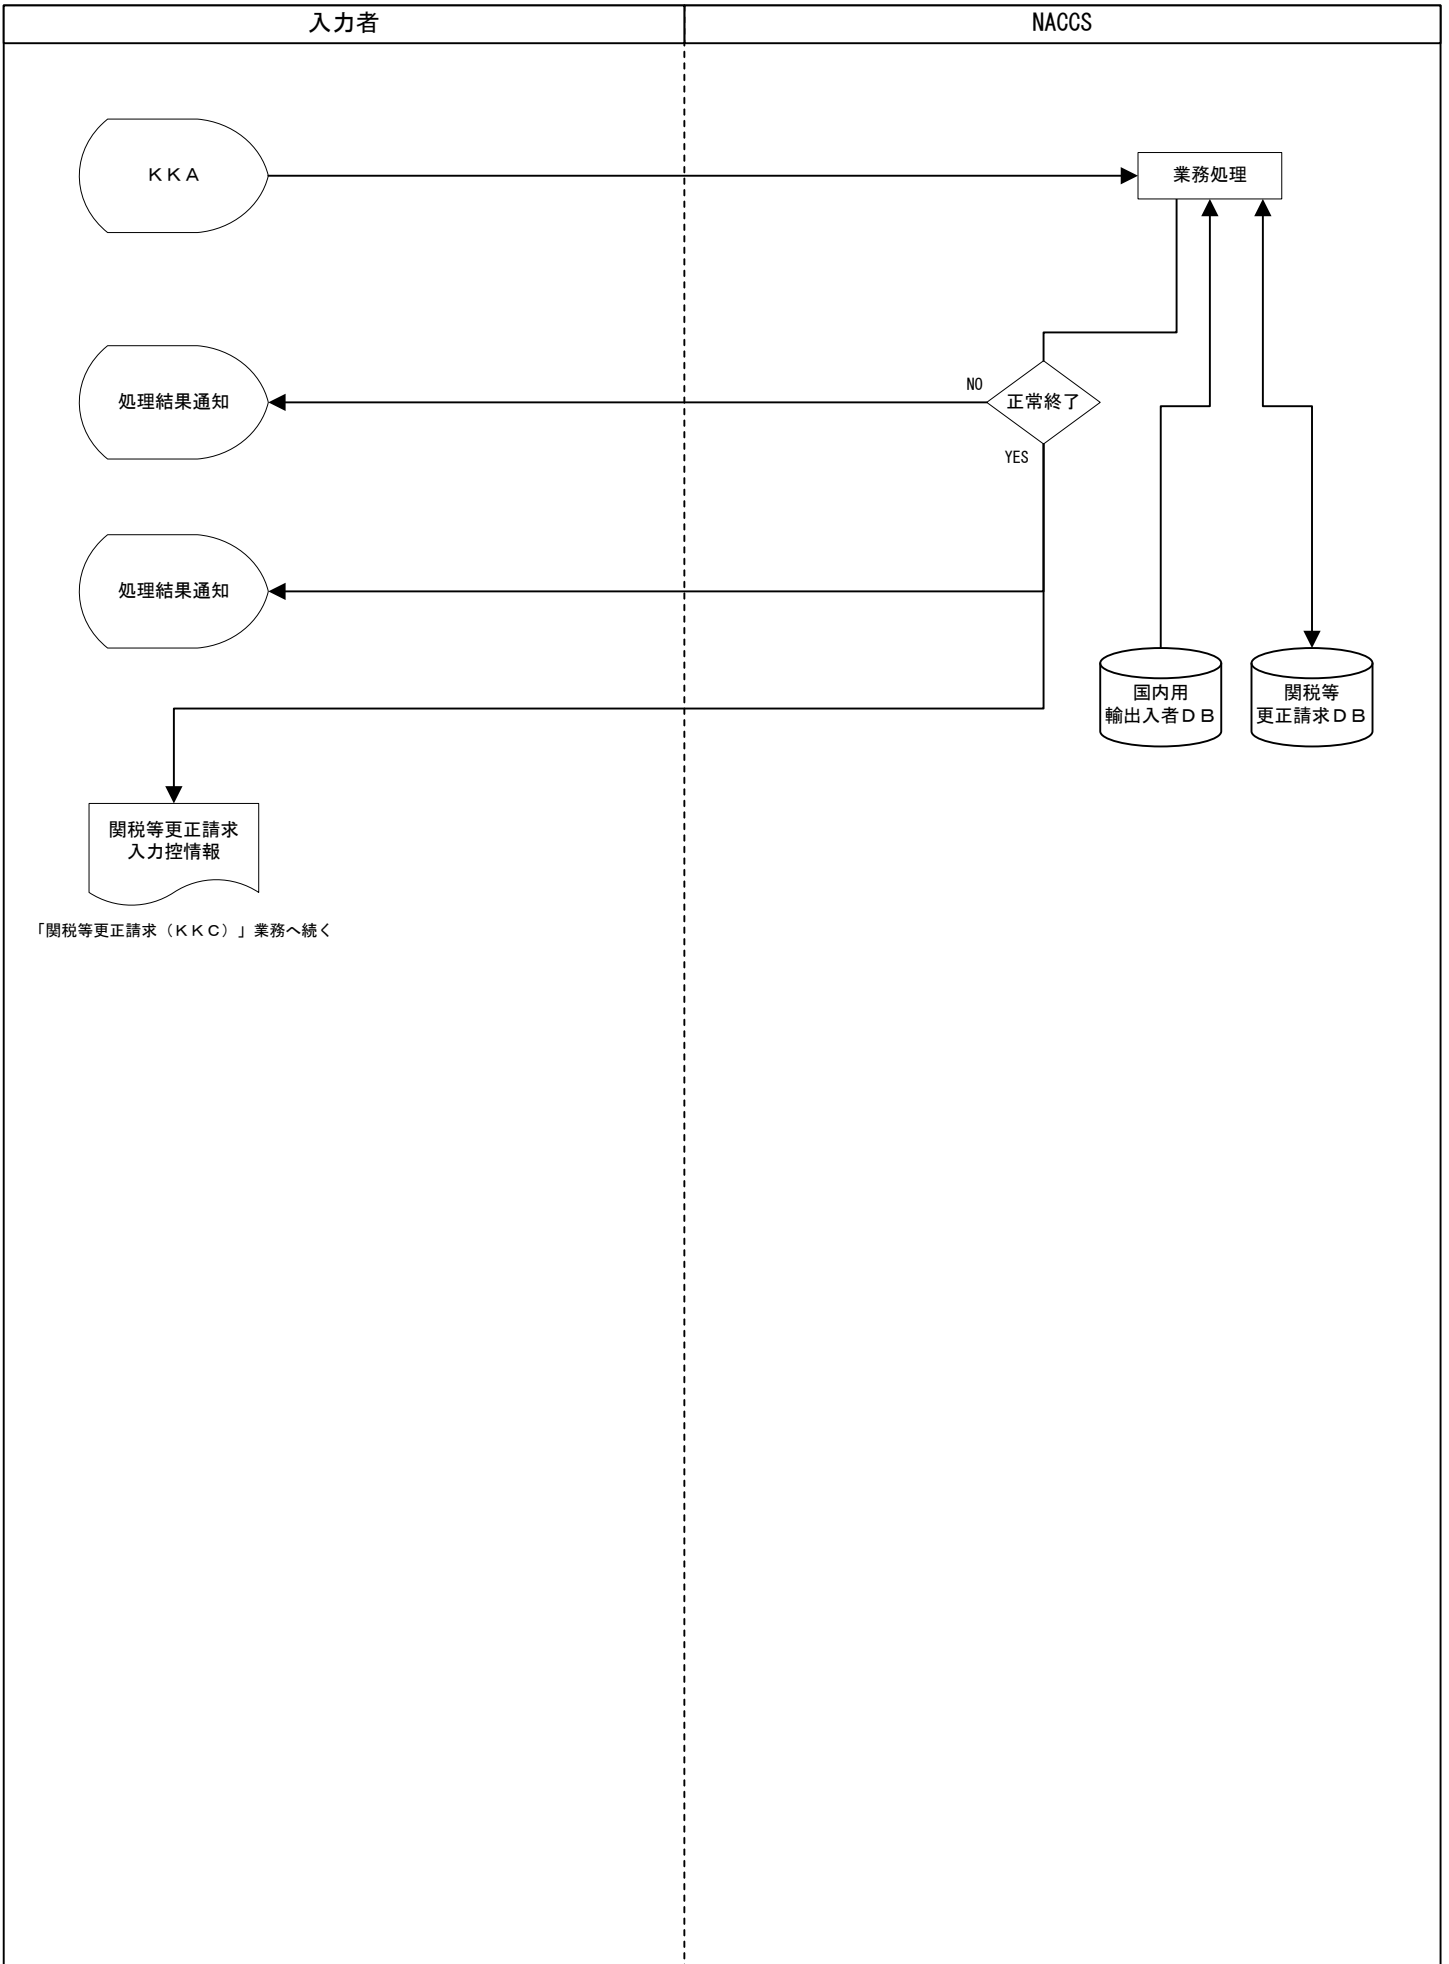 入力者
NACCS
ＫＫＡ
業務処理
処理結果通知
NO
正常終了
YES
処理結果通知
国内用
輸出入者ＤＢ
関税等
更正請求ＤＢ
関税等更正請求
入力控情報
「関税等更正請求（ＫＫＣ）」業務へ続く